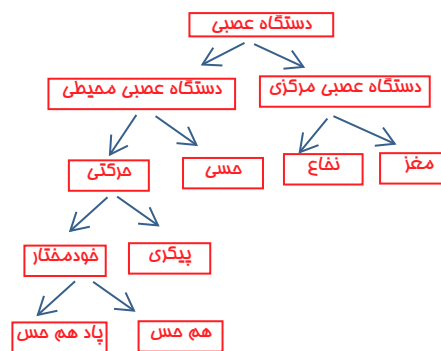 دستگاه عصبی
دستگاه عصبی مرکزی
دستگاه عصبی محیطی
مغز
نخاع
حسی
حرکتی
پیکری
خودمختار
هم حس
پاد هم حس